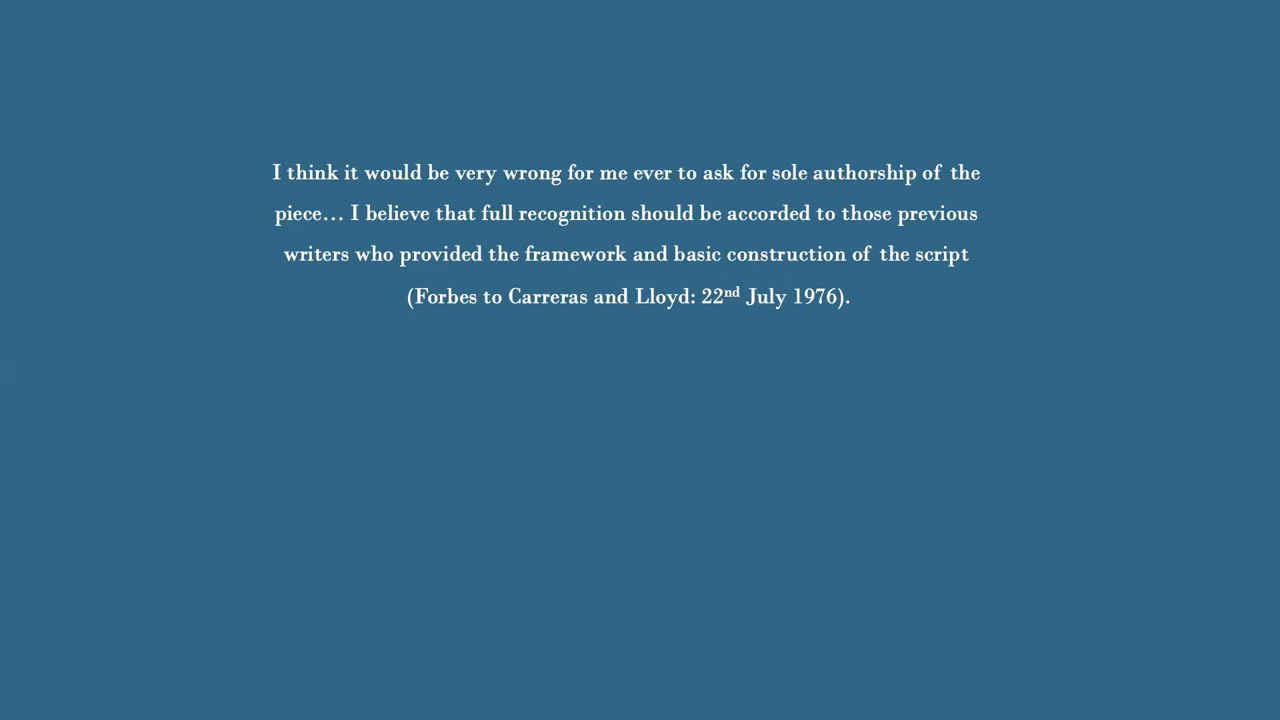 I think it would be very wrong for me ever to ask for sole authorship of the
piece… I believe that full recognition should be accorded to those previous
writers who provided the framework and basic construction of the script
(Forbes to Carreras and Lloyd: 22nd July 1976).